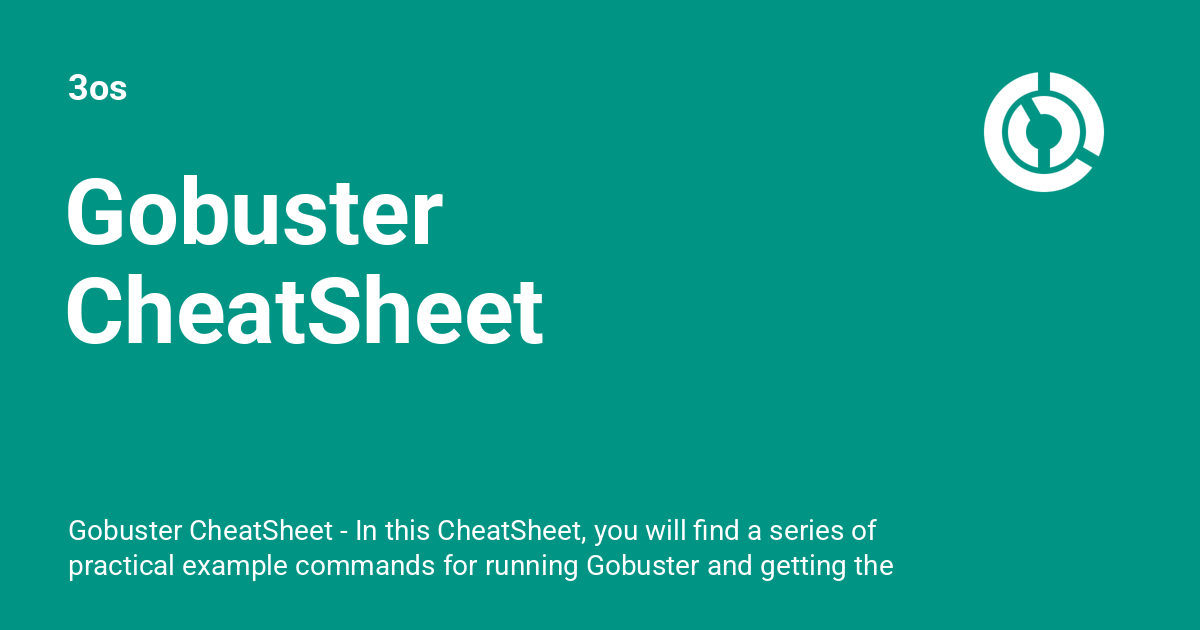 3os
Gobuster
CheatSheet
Gobuster CheatSheet - In this CheatSheet, you will find a series of
practical example commands for running Gobuster and getting the